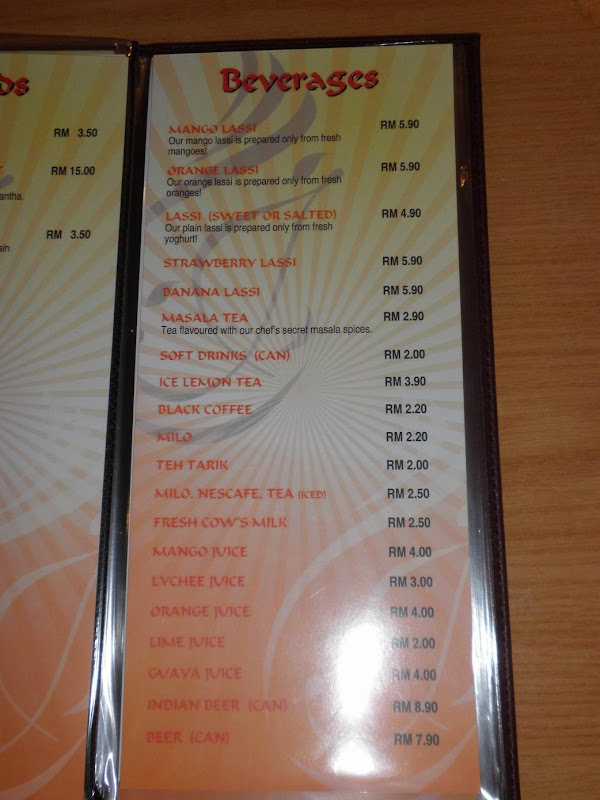 ds
RM 3.50
RM 15.00
antha.
RM 3.50
ain
Beverages
MANGO LASSI RM 5.90
Our mango lassi is prepared only from fresh
mangoes!
ORANGE LASSI RM 5.90
Our orange lassi is prepared only from fresh
oranges!
LASSI (SWEET OR SALTED) RM 4.90
Our plain lassi is prepared only from fresh
yoghurt!
STRAWBERRY LASSI RM 5.90
BANANA LASSI RM 5.90
MASALA TEA RM 2.90
Tea flavoured with our chef's secret masala spices.
SOFT DRINKS (CAN) RM 2.00
ICE LEMON TEA RM 3.90
BLACK COFFEE RM 2.20
MILO RM 2.20
TEH TARIK RM 2.00
MILO, NESCAFE, TEA (ICED) RM 2.50
FRESH COW'S MILK RM 2.50
MANGO JUICE RM 4.00
LYCHEE JUICE RM 3.00
ORANGE JUICE RM 4.00
LIME JUICE RM 2.00
GUAVA JUICE RM 4.00
INDIAN BEER (CAN) RM 8.90
BEER (CAN) RM 7.90